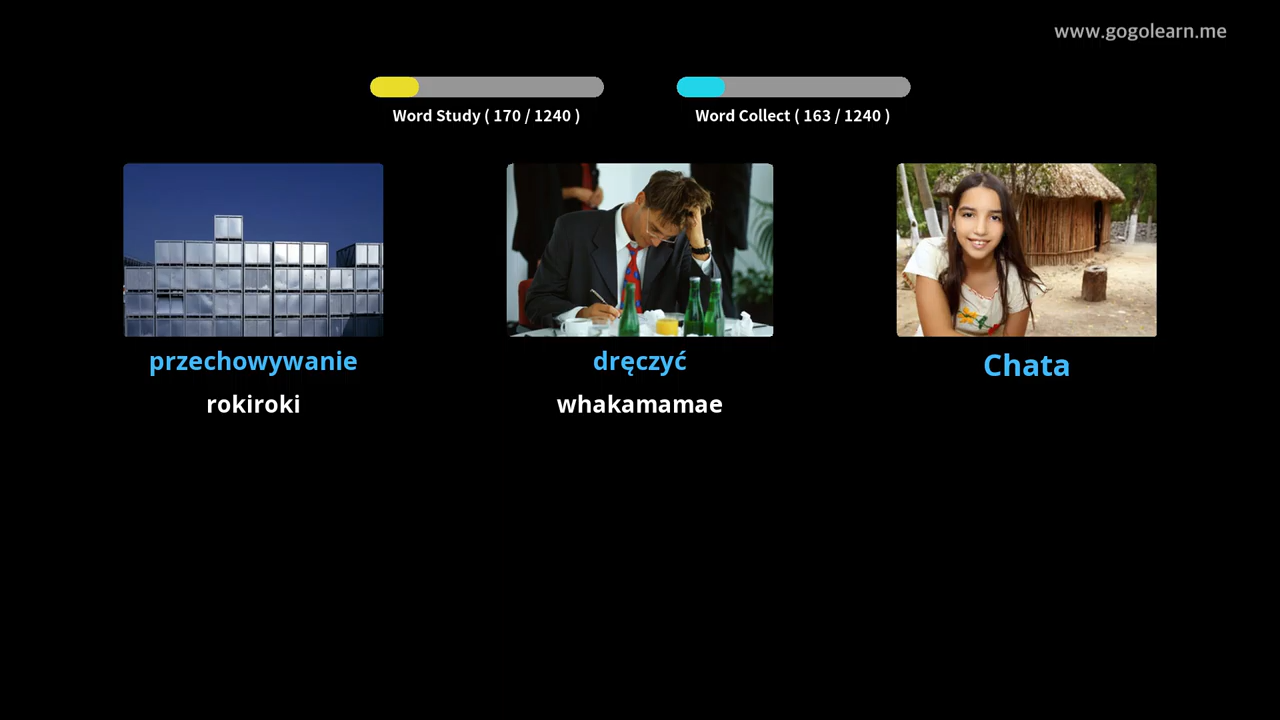 www.gogolearn.me
Word Study ( 170 / 1240 )
Word Collect ( 163 / 1240 )
przechowywanie
rokiroki
dręczyć
whakamamae
Chata